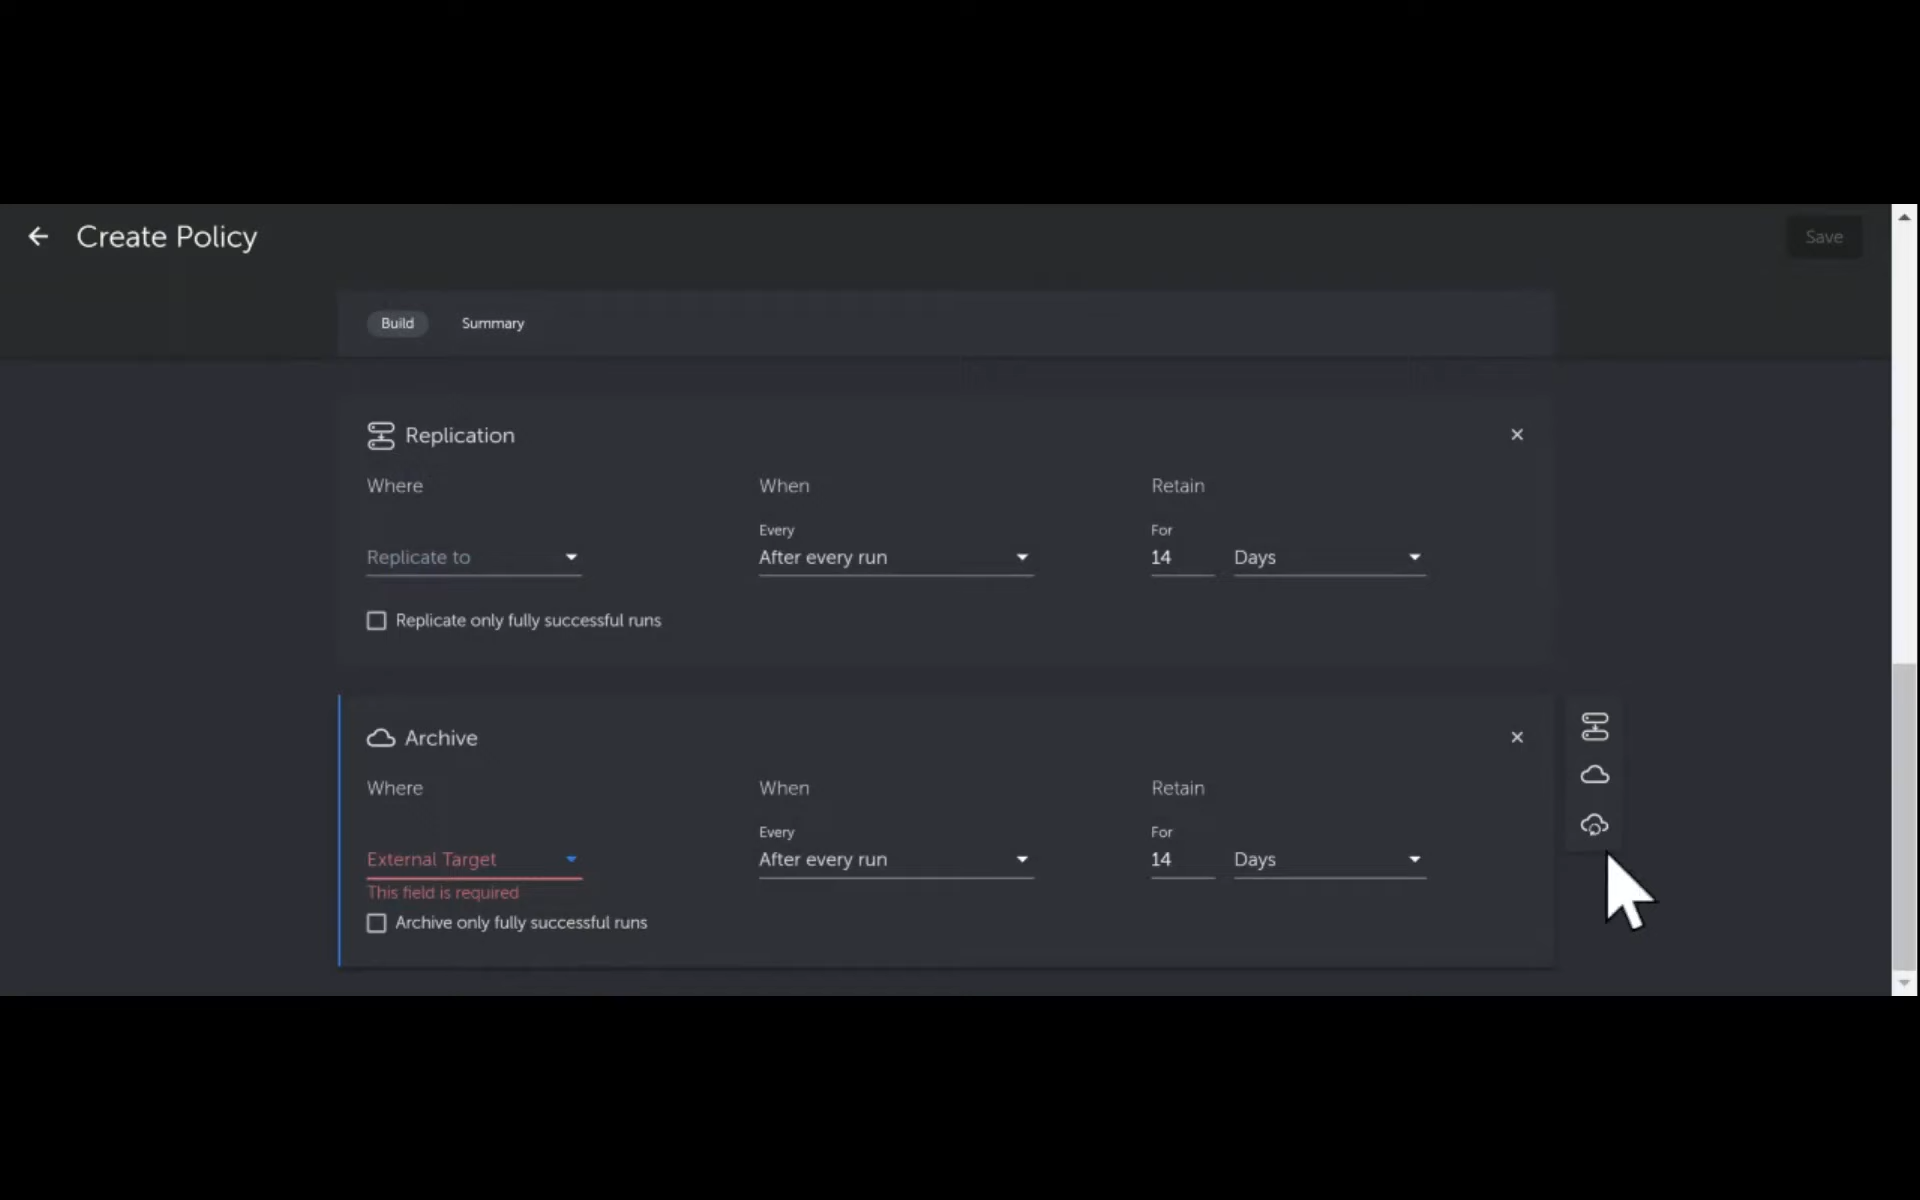 Create Policy
Save
Build Summary
Replication
Where When Retain
Every For
Replicate to After every run 14 Days
Replicate only fully successful runs
Archive
Where When Retain
Every For
External Target After every run 14 Days
This field is required
Archive only fully successful runs